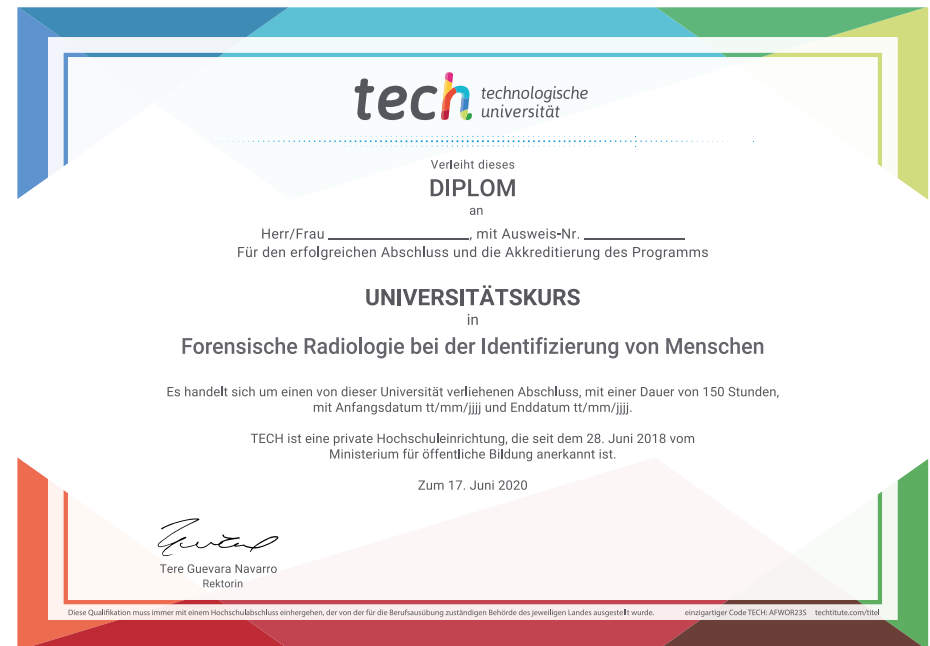 tech technologische
universität
Verleiht dieses
DIPLOM
an
Herr/Frau ____________________, mit Ausweis-Nr. ______________
Für den erfolgreichen Abschluss und die Akkreditierung des Programms
UNIVERSITÄTSKURS
in
Forensische Radiologie bei der Identifizierung von Menschen
Es handelt sich um einen von dieser Universität verliehenen Abschluss, mit einer Dauer von 150 Stunden,
mit Anfangsdatum tt/mm/jjjj und Enddatum tt/mm/jjjj.
TECH ist eine private Hochschuleinrichtung, die seit dem 28. Juni 2018 vom
Ministerium für öffentliche Bildung anerkannt ist.
Zum 17. Juni 2020
Tere Guevara Navarro
Rektorin
Diese Qualifikation muss immer mit einem Hochschulabschluss einhergehen, der von der für die Berufsausübung zuständigen Behörde des jeweiligen Landes ausgestellt wurde. einzigartiger Code TECH: AFWOR23S techtitute.com/titel